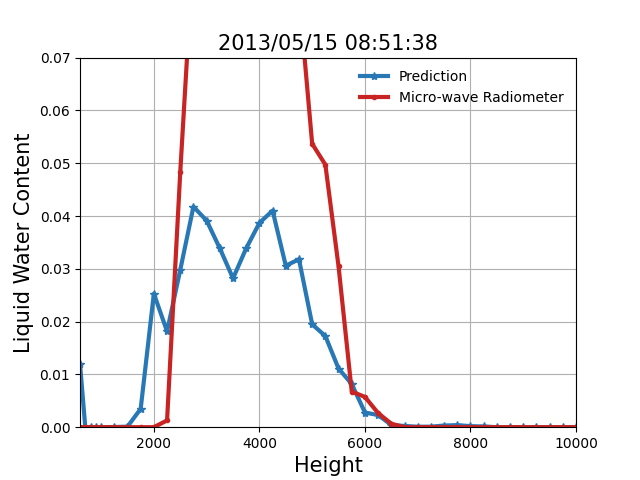 2013/05/15 08:51:38
Prediction
Micro-wave Radiometer
Liquid Water Content
0.07
0.06
0.05
0.04
0.03
0.02
0.01
0.00
2000 4000 6000 8000 10000
Height